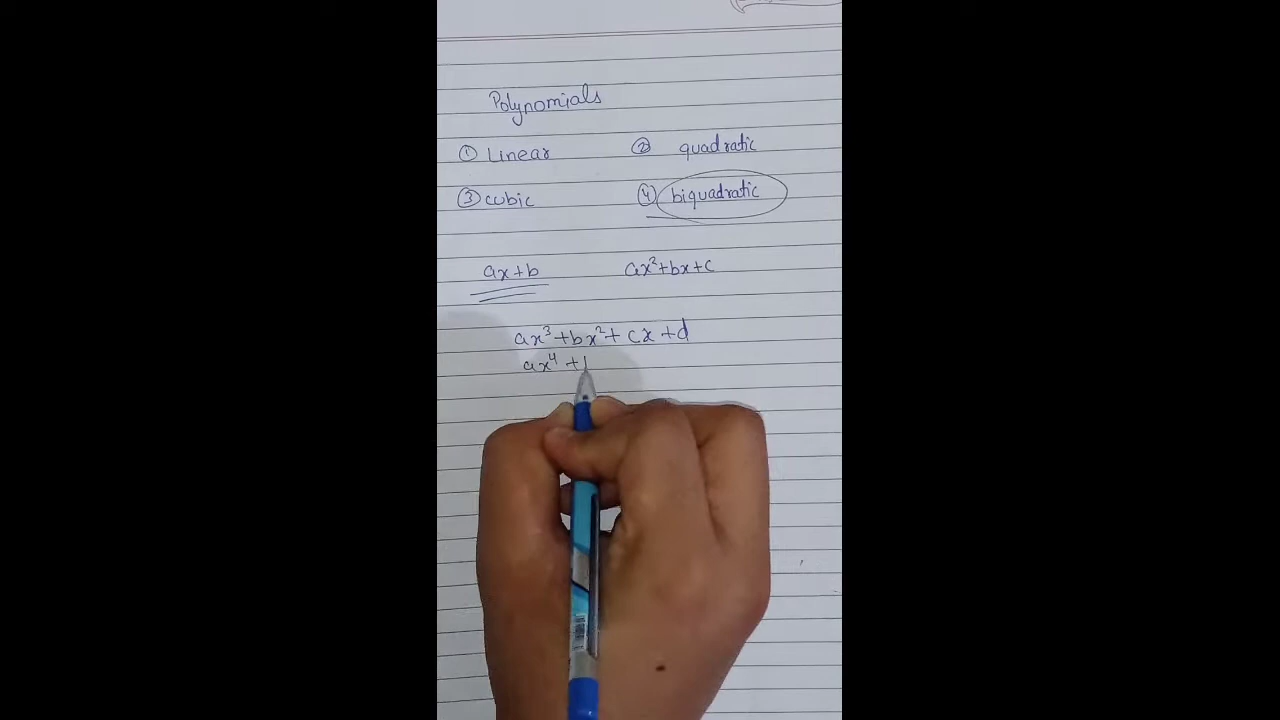 Polynomials
① Linear ② quadratic
③ cubic ④ biquadratic
ax+b ax²+bx+c
ax³+bx²+cx+d
ax⁴+